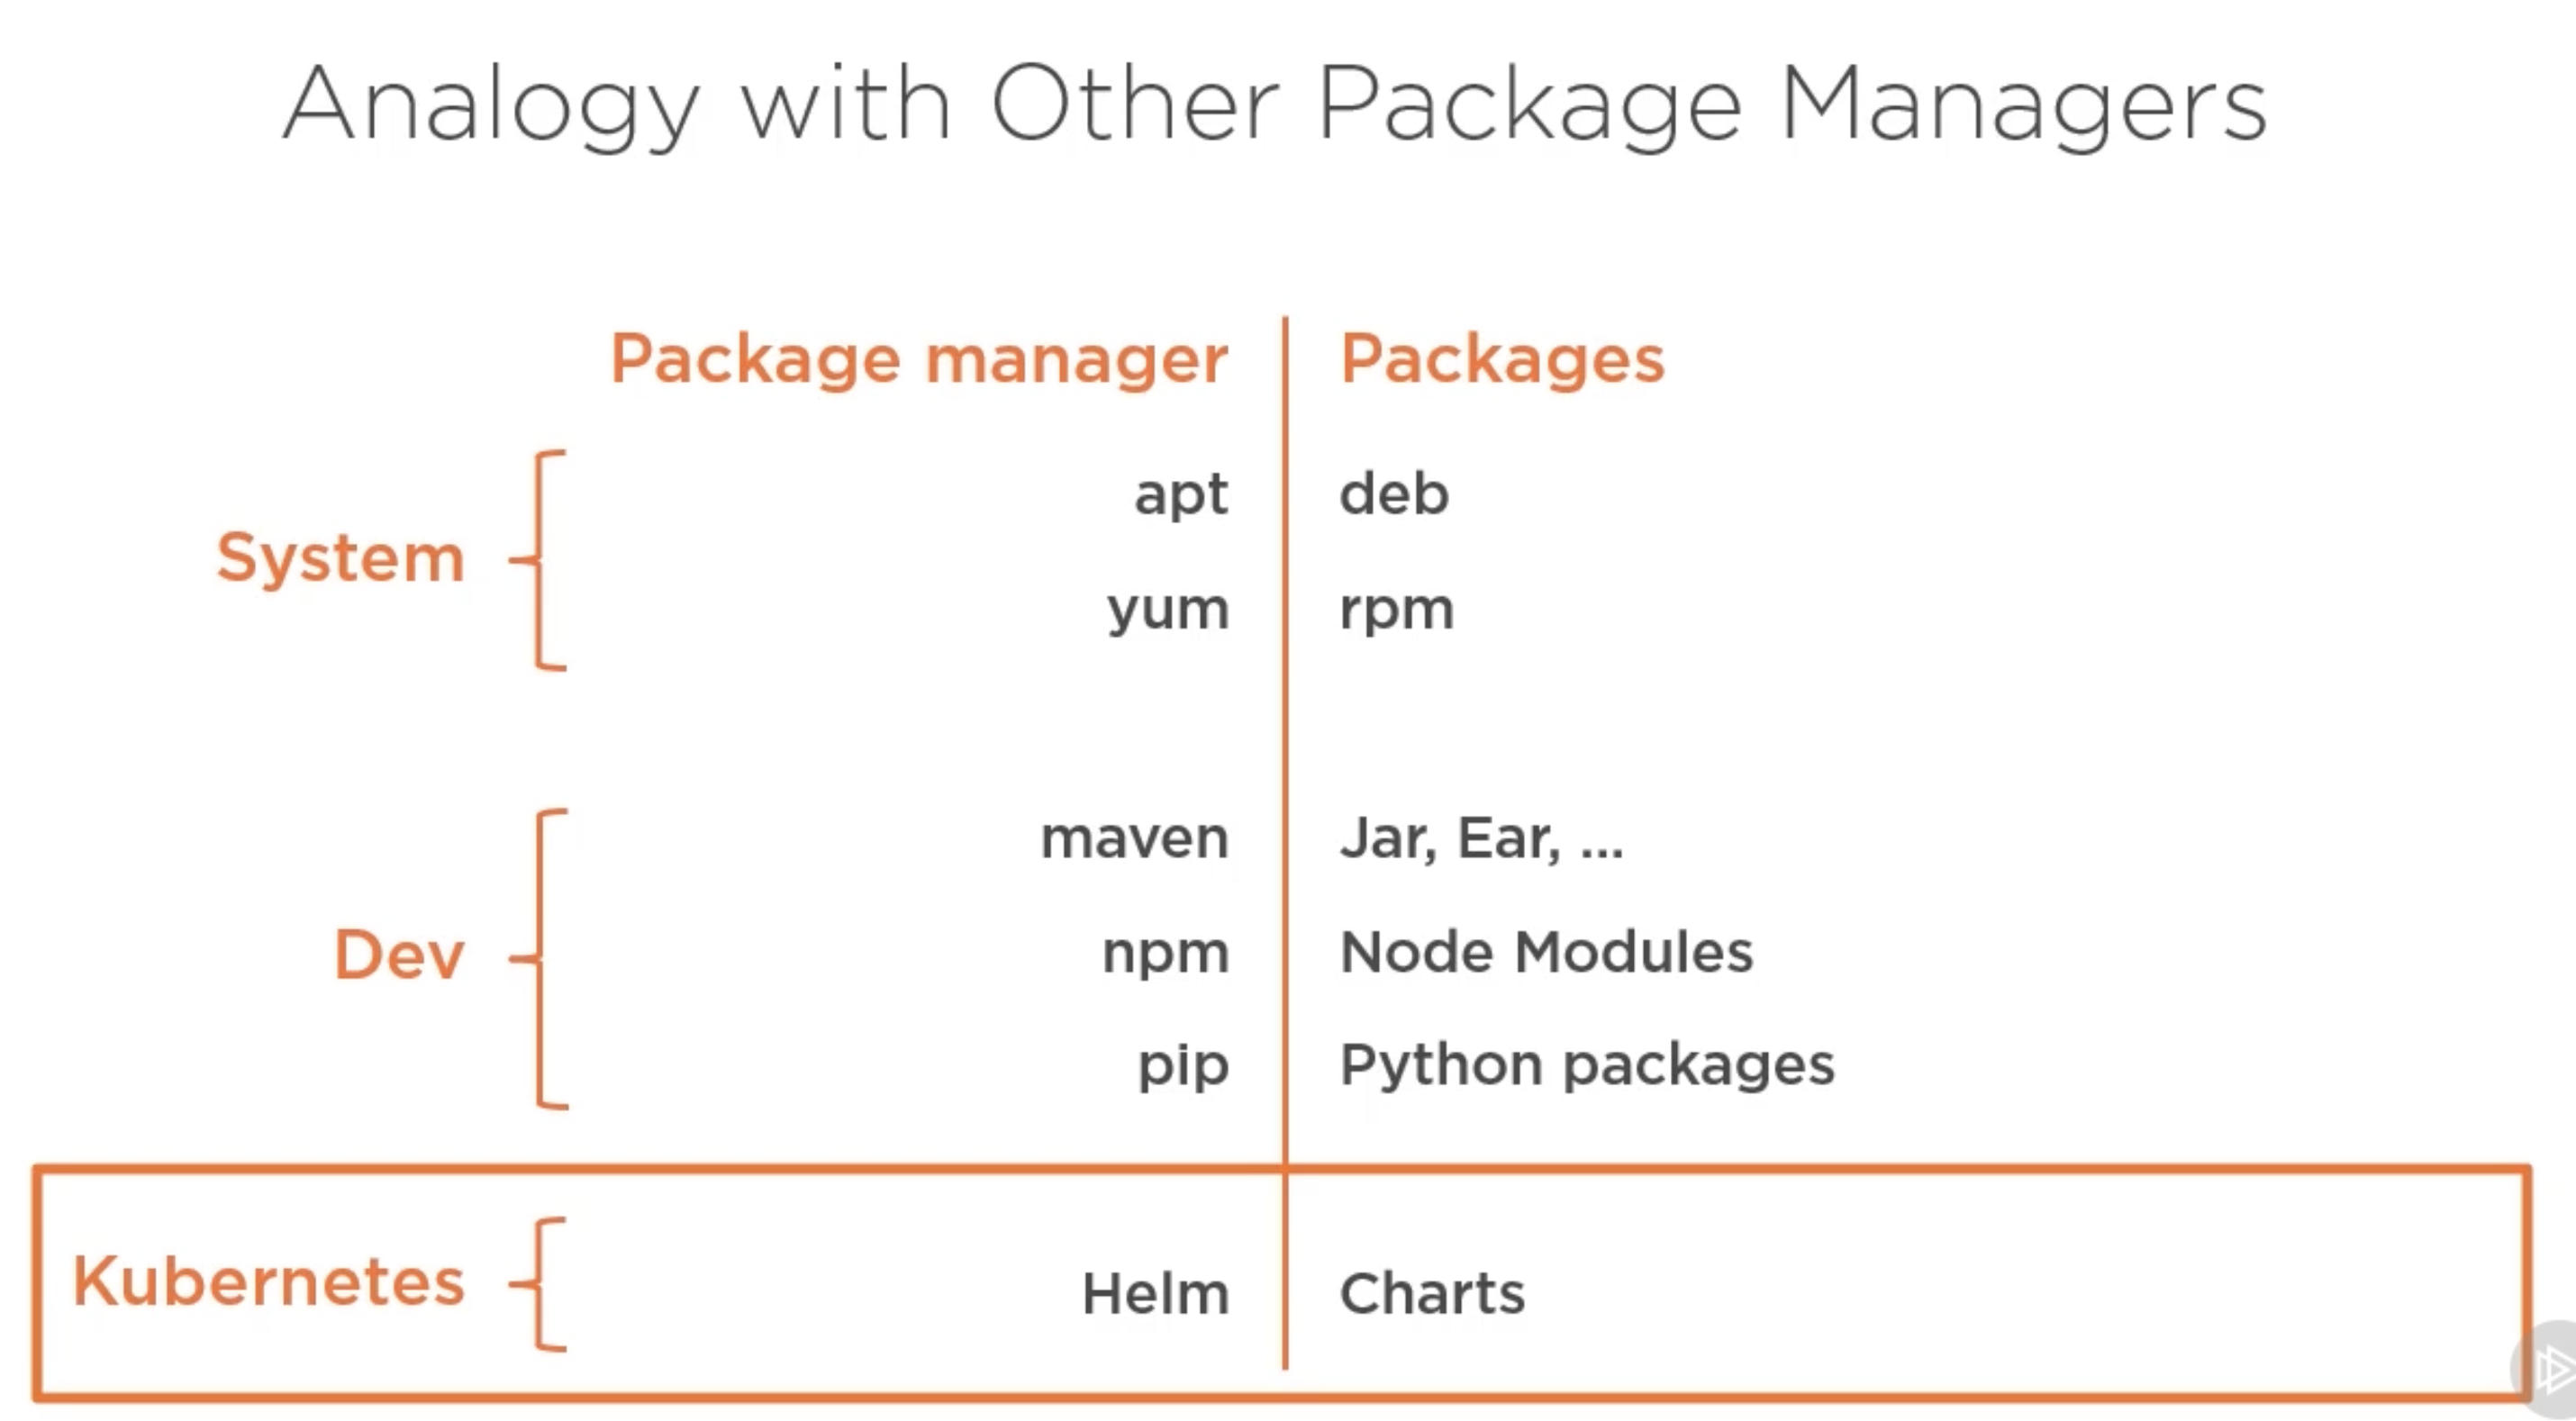 Analogy with Other Package Managers
Package manager Packages
System
apt deb
yum rpm
Dev
maven Jar, Ear, ...
npm Node Modules
pip Python packages
Kubernetes
Helm Charts